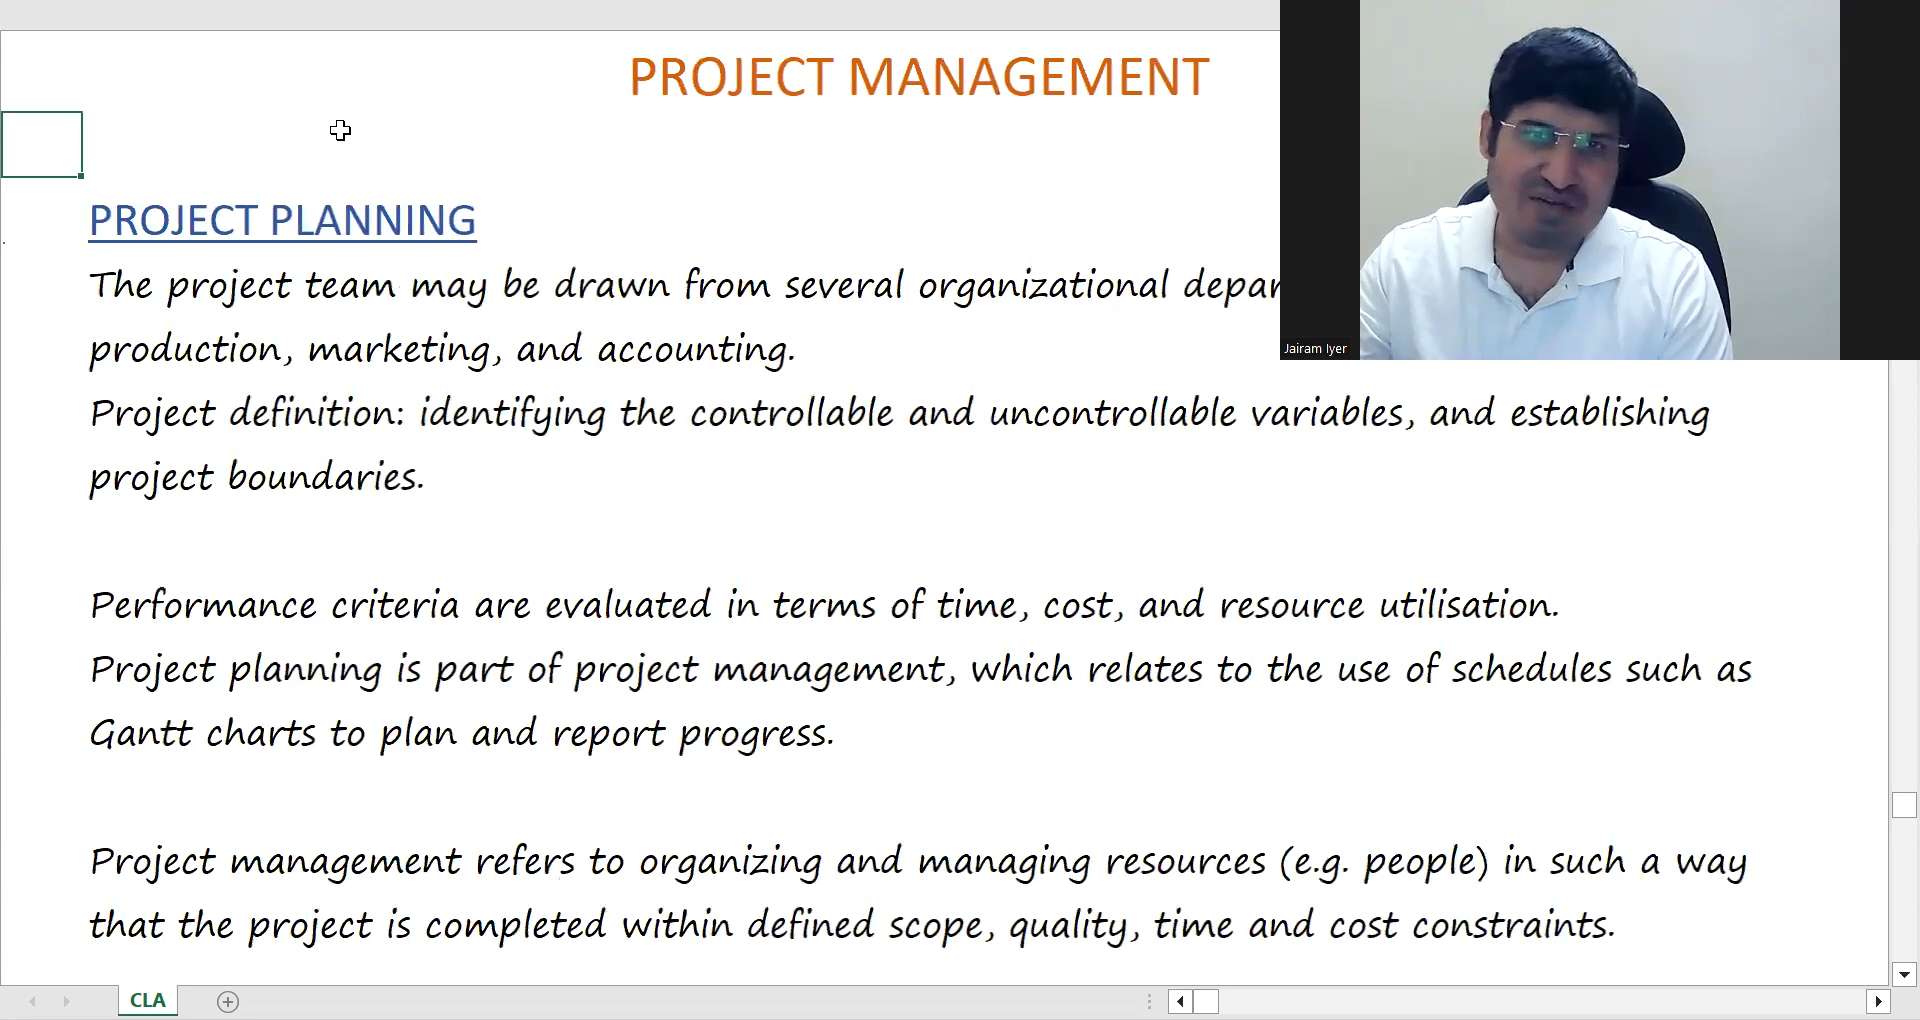 PROJECT MANAGEMENT
PROJECT PLANNING
The project team may be drawn from several organizational
production, marketing, and accounting.
Project definition: identifying the controllable and uncontrollable variables, and establishing
project boundaries.
Performance criteria are evaluated in terms of time, cost, and resource utilisation.
Project planning is part of project management, which relates to the use of schedules such as
Gantt charts to plan and report progress.
Project management refers to organizing and managing resources (e.g. people) in such a way
that the project is completed within defined scope, quality, time and cost constraints.
Jairam Iyer
CLA